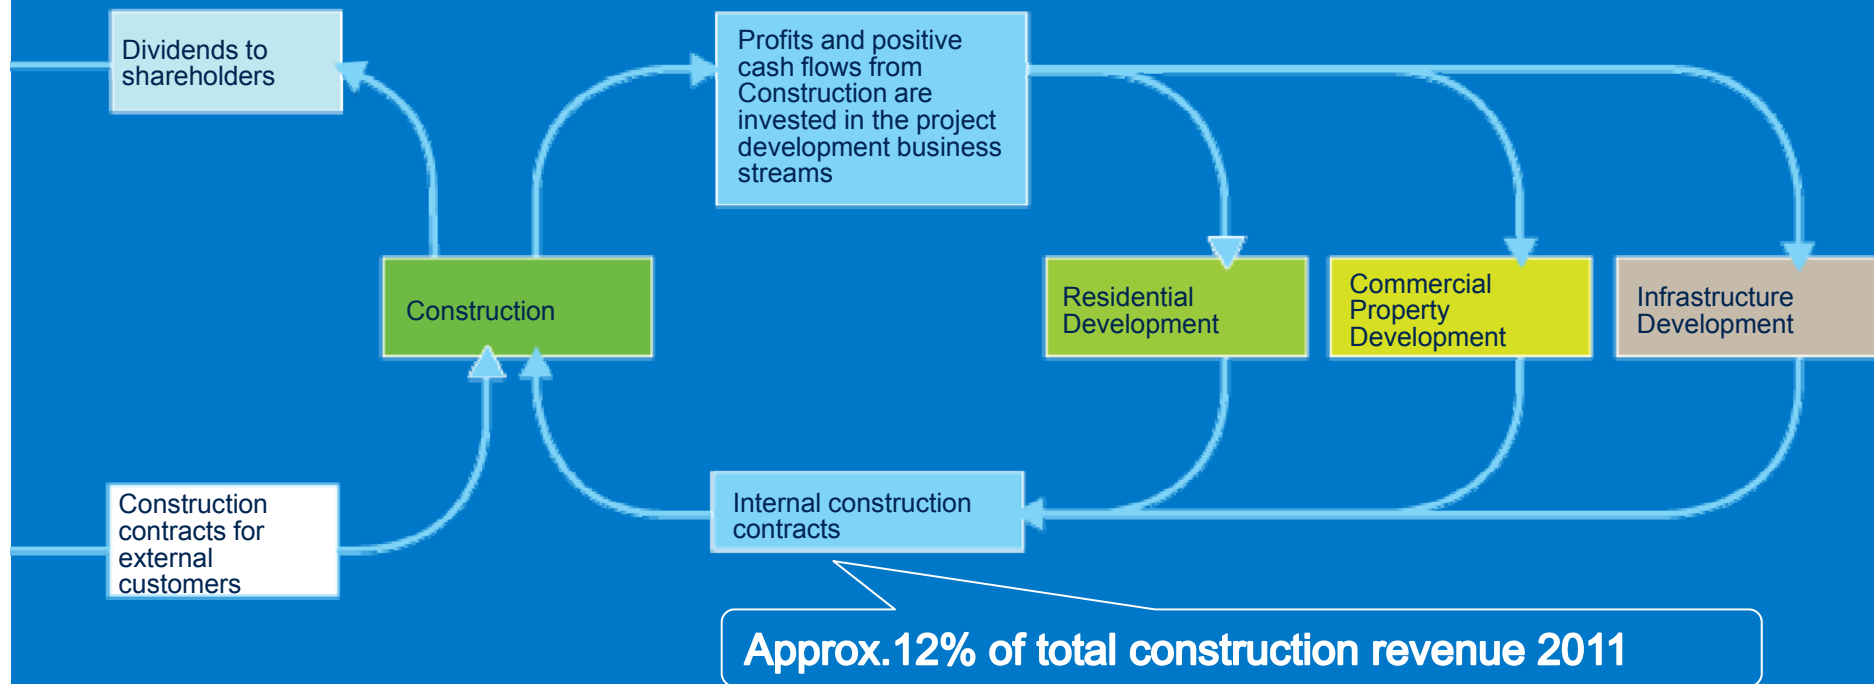 Dividends to
shareholders
Profits and positive
cash flows from
Construction are
invested in the project
development business
streams
Construction
Residential
Development
Commercial
Property
Development
Infrastructure
Development
Construction
contracts for
external
customers
Internal construction
contracts
Approx.12% of total construction revenue 2011